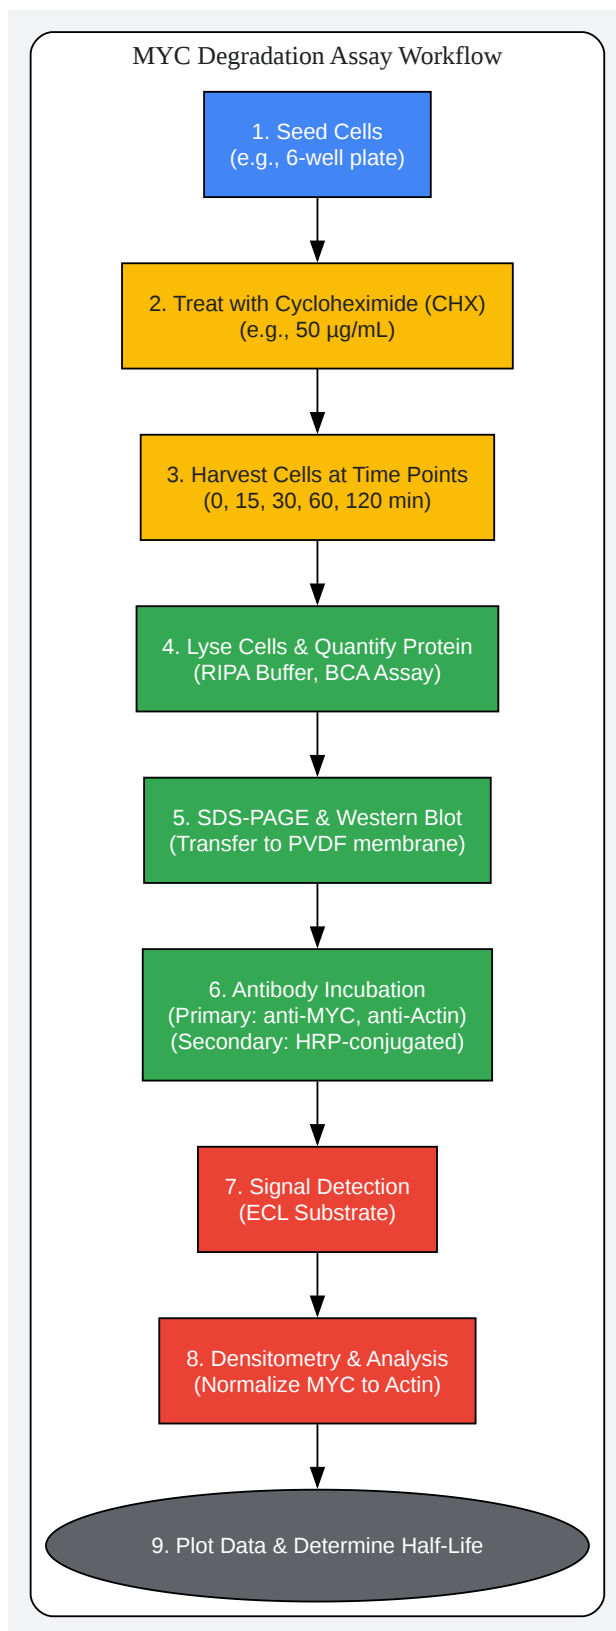 MYC Degradation Assay Workflow
1. Seed Cells
(e.g., 6-well plate)
2. Treat with Cycloheximide (CHX)
(e.g., 50 µg/mL)
3. Harvest Cells at Time Points
(0, 15, 30, 60, 120 min)
4. Lyse Cells & Quantify Protein
(RIPA Buffer, BCA Assay)
5. SDS-PAGE & Western Blot
(Transfer to PVDF membrane)
6. Antibody Incubation
(Primary: anti-MYC, anti-Actin)
(Secondary: HRP-conjugated)
7. Signal Detection
(ECL Substrate)
8. Densitometry & Analysis
(Normalize MYC to Actin)
9. Plot Data & Determine Half-Life